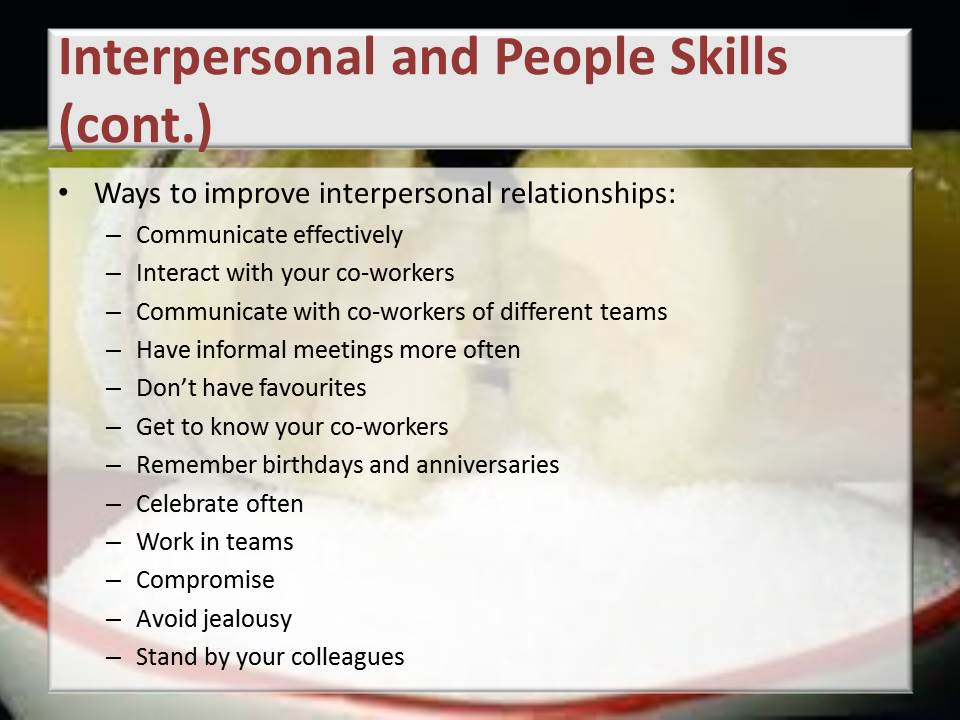 Interpersonal and People Skills
(cont.)
• Ways to improve interpersonal relationships:
– Communicate effectively
– Interact with your co-workers
– Communicate with co-workers of different teams
– Have informal meetings more often
– Don’t have favourites
– Get to know your co-workers
– Remember birthdays and anniversaries
– Celebrate often
– Work in teams
– Compromise
– Avoid jealousy
– Stand by your colleagues